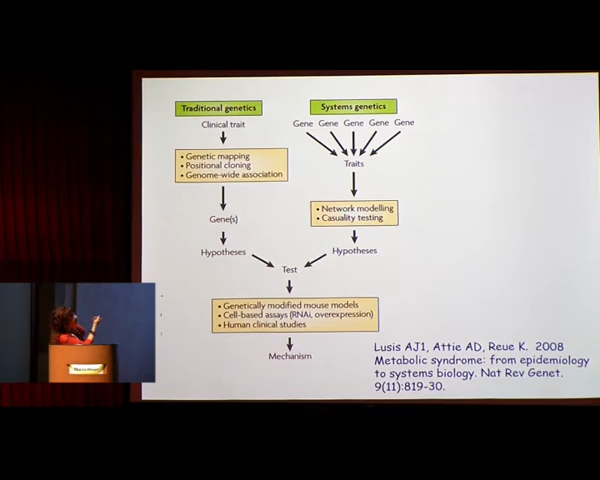 Traditional genetics
Clinical trait
• Genetic mapping
• Positional cloning
• Genome-wide association
Gene(s)
Hypotheses
Systems genetics
Gene Gene Gene Gene Gene
Traits
• Network modelling
• Casuality testing
Hypotheses
Test
• Genetically modified mouse models
• Cell-based assays (RNAi, overexpression)
• Human clinical studies
Mechanism
Lusis AJ1, Attie AD, Reue K. 2008
Metabolic syndrome: from epidemiology
to systems biology. Nat Rev Genet.
9(11):819-30.